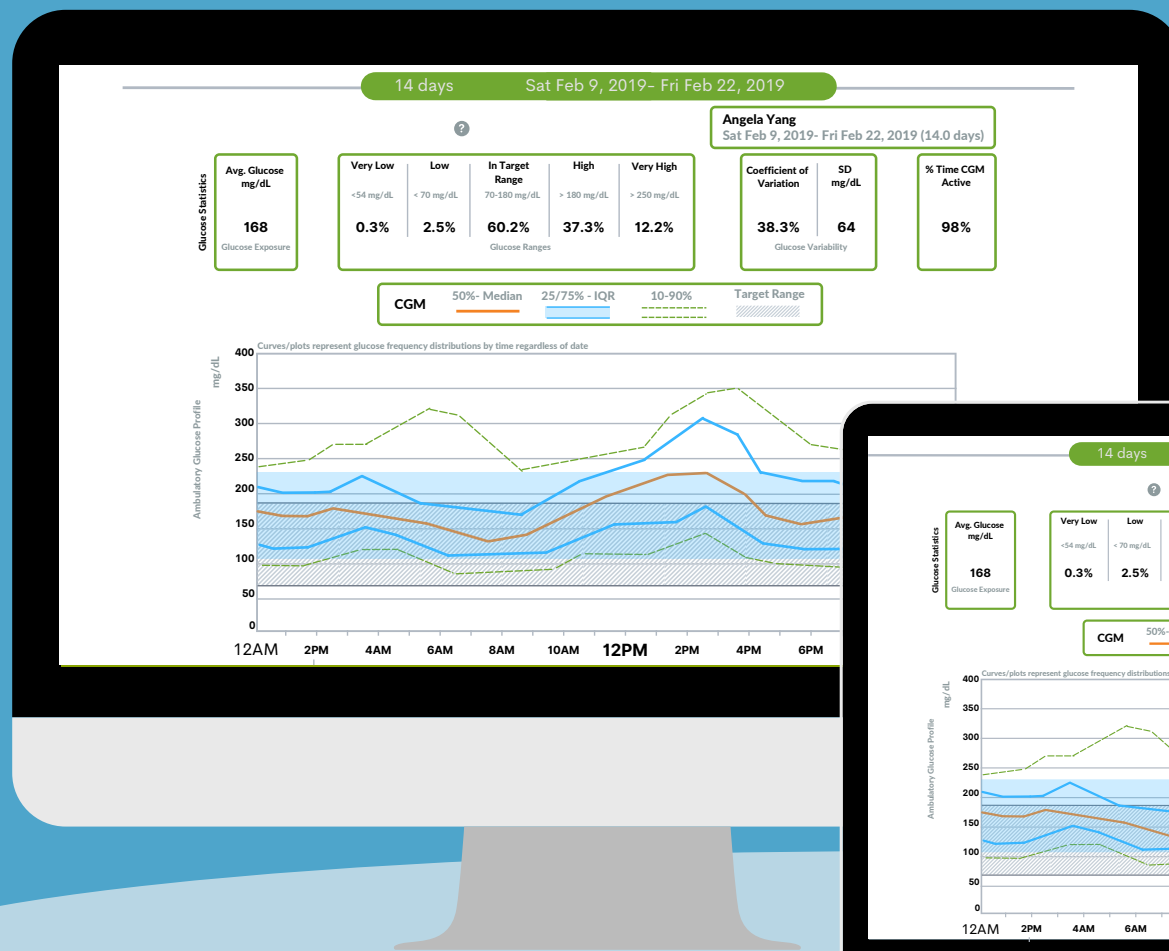 14 days Sat Feb 9, 2019- Fri Feb 22, 2019
?
Angela Yang
Sat Feb 9, 2019- Fri Feb 22, 2019 (14.0 days)
Glucose Statistics
Avg. Glucose
mg/dL
168
Glucose Exposure
Very Low Low In Target Range High Very High
<54 mg/dL < 70 mg/dL 70-180 mg/dL > 180 mg/dL > 250 mg/dL
0.3% 2.5% 60.2% 37.3% 12.2%
Glucose Ranges
Coefficient of Variation SD mg/dL
38.3% 64
Glucose Variability
% Time CGM
Active
98%
CGM 50%- Median 25/75% - IQR 10-90% Target Range
Curves/plots represent glucose frequency distributions by time regardless of date
mg/dL
Ambulatory Glucose Profile
400
350
300
250
200
150
100
50
0
12AM 2PM 4AM 6AM 8AM 10AM 12PM 2PM 4PM 6PM
14 days
?
Glucose Statistics
Avg. Glucose
mg/dL
168
Glucose Exposure
Very Low Low
<54 mg/dL < 70 mg/dL
0.3% 2.5%
CGM 50%-
Curves/plots represent glucose frequency distributions
mg/dL
Ambulatory Glucose Profile
400
350
300
250
200
150
100
50
0
12AM 2PM 4AM 6AM